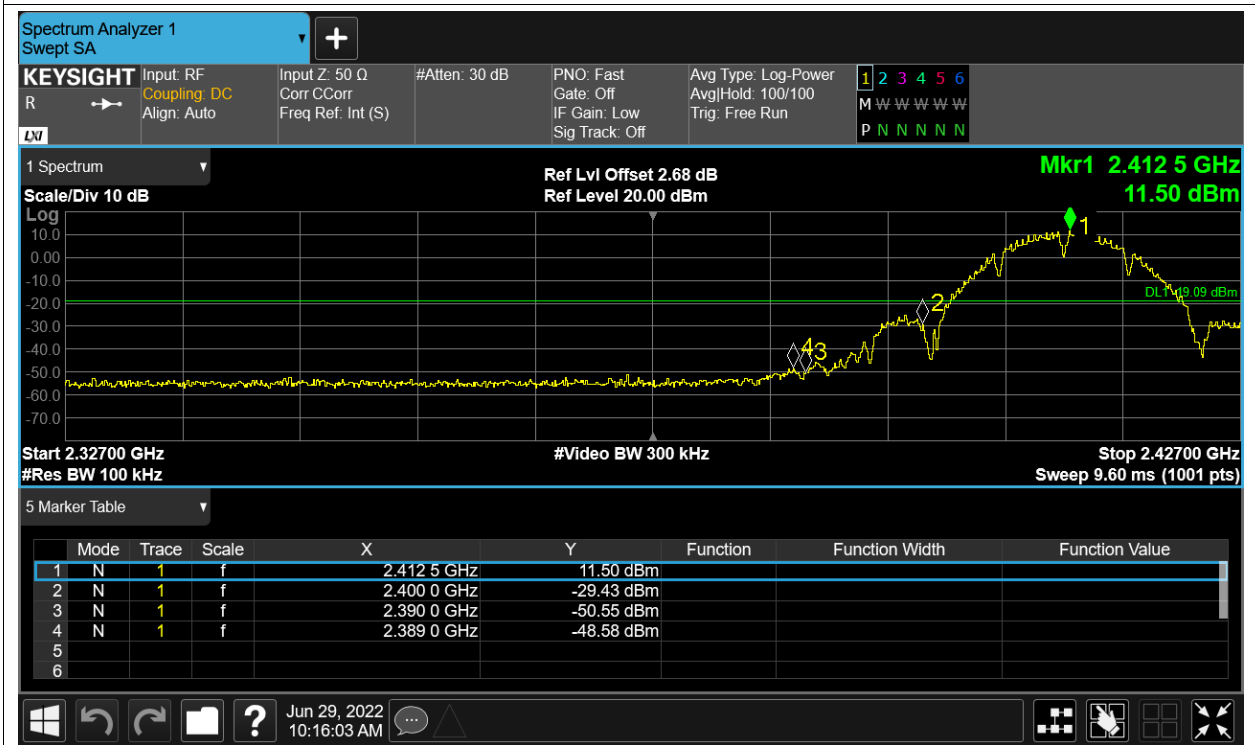 Spectrum Analyzer 1
Swept SA
KEYSIGHT Input: RF Input Z: 50 Ω #Atten: 30 dB PNO: Fast Avg Type: Log-Power 1 2 3 4 5 6
R Coupling: DC Corr CCorr Gate: Off Avg|Hold: 100/100 M W W W W W W
Align: Auto Freq Ref: Int (S) IF Gain: Low Trig: Free Run
LXI Sig Track: Off P N N N N N N
1 Spectrum Ref Lvl Offset 2.68 dB Mkr1 2.412 5 GHz
Scale/Div 10 dB Ref Level 20.00 dBm 11.50 dBm
Log
1
10.0
0.00
-10.0
DL1 -19.09 dBm
-20.0
2
-30.0
-40.0
43
-50.0
-60.0
-70.0
Start 2.32700 GHz #Video BW 300 kHz Stop 2.42700 GHz
#Res BW 100 kHz Sweep 9.60 ms (1001 pts)
5 Marker Table
Mode Trace Scale X Y Function Function Width Function Value
1 N 1 f 2.412 5 GHz 11.50 dBm
2 N 1 f 2.400 0 GHz -29.43 dBm
3 N 1 f 2.390 0 GHz -50.55 dBm
4 N 1 f 2.389 0 GHz -48.58 dBm
5
6
? Jun 29, 2022
10:16:03 AM